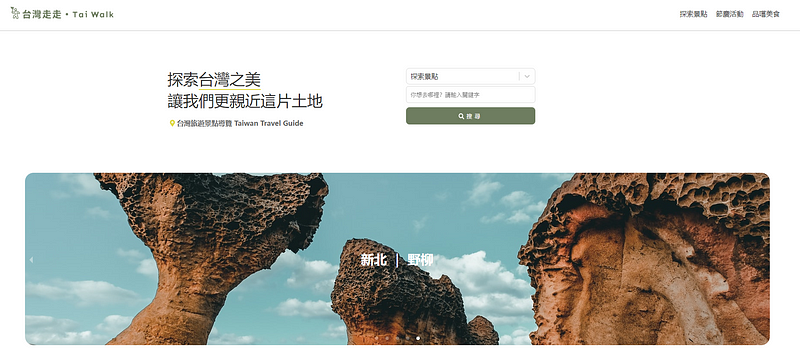 台灣走走・Tai Walk
探索景點 節慶活動 品嚐美食
探索台灣之美
讓我們更親近這片土地
台灣旅遊景點導覽 Taiwan Travel Guide
探索景點
你想去哪裡？請輸入關鍵字
搜 尋
新北 | 野柳